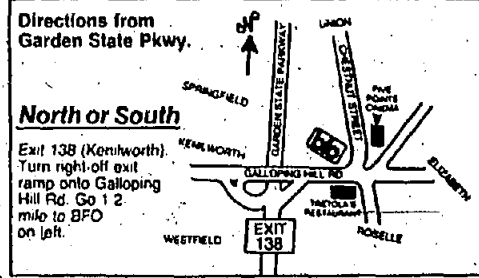 Directions from
Garden State Pkwy.
North or South
Exit 138 (Kenilworth).
Turn right off exit
ramp onto Galloping
Hill Rd. Go 1 2
mile to BFO
on left.
UNION
SPRINGFIELD
GARDEN STATE PARKWAY
CHESTNUT STREET
FIVE
POINTS
CINEMA
KENILWORTH
bfo
GALLOPING HILL RD
ELIZABETH
TRETOLA'S
RESTAURANT
EXIT
138
WESTFIELD
ROSELLE